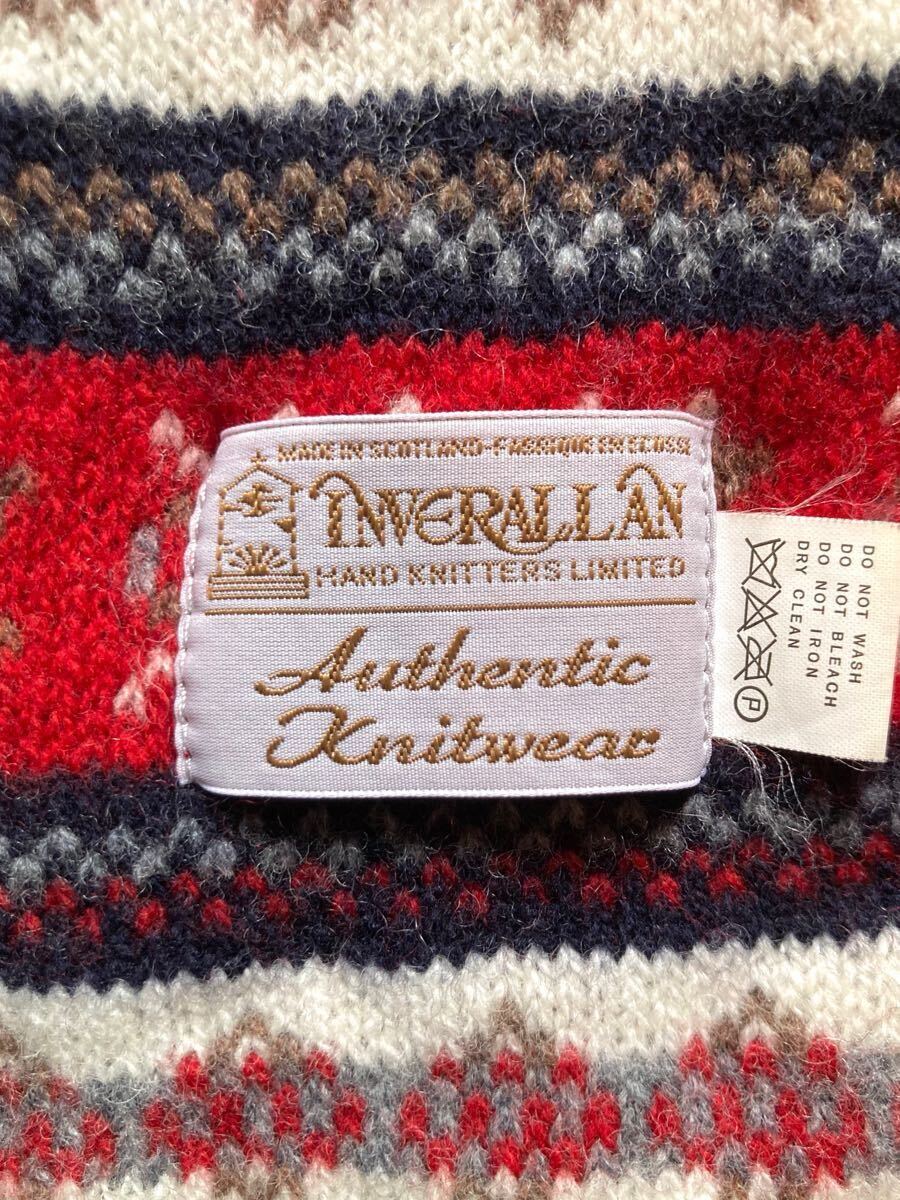 MADE IN SCOTLAND-FABRIQUE EN ECOSSE
INVERALLAN
HAND KNITTERS LIMITED
Authentic
Knitwear
DO NOT WASH
DO NOT BLEACH
DO NOT IRON
DRY CLEAN
P